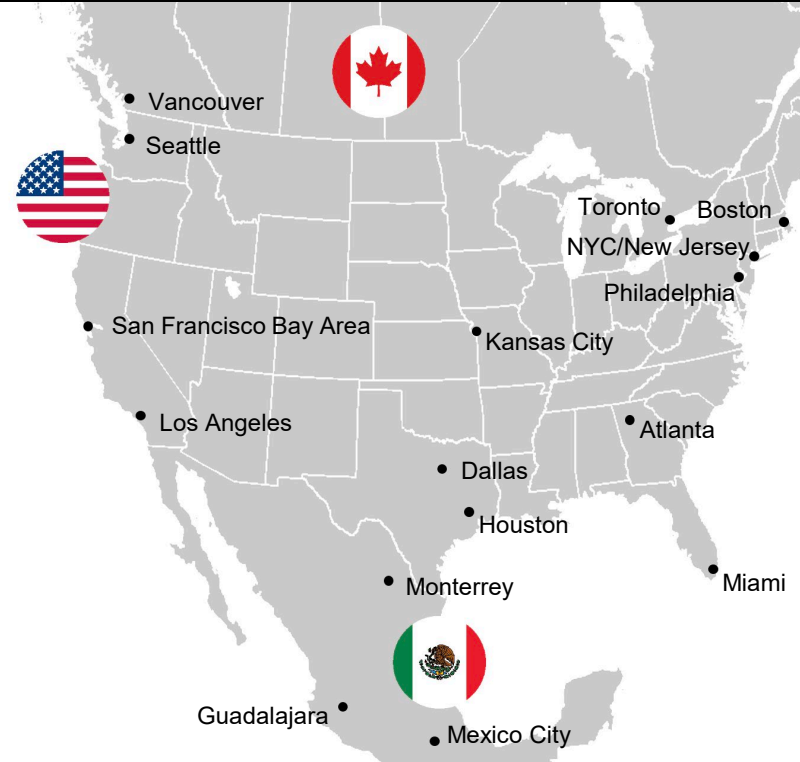 Vancouver
Seattle
Toronto
Boston
NYC/New Jersey
Philadelphia
San Francisco Bay Area
Kansas City
Los Angeles
Atlanta
Dallas
Houston
Miami
Monterrey
Guadalajara
Mexico City